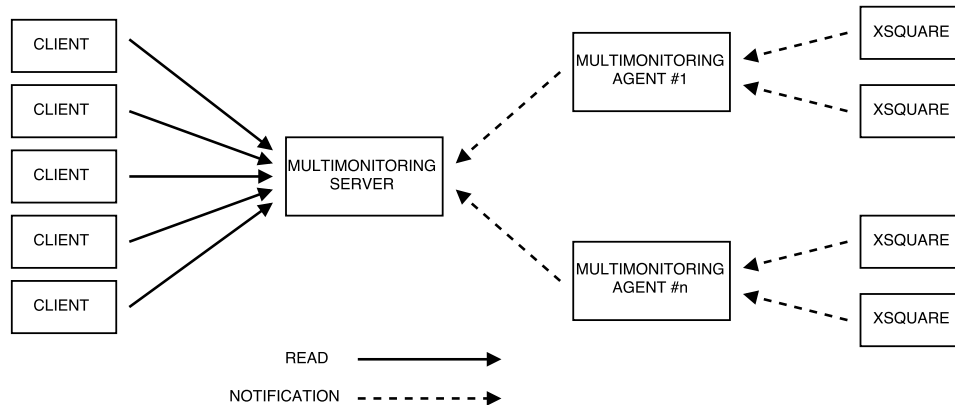 CLIENT
CLIENT
CLIENT
CLIENT
CLIENT
MULTIMONITORING
SERVER
MULTIMONITORING
AGENT #1
MULTIMONITORING
AGENT #n
XSQUARE
XSQUARE
XSQUARE
XSQUARE
READ
NOTIFICATION